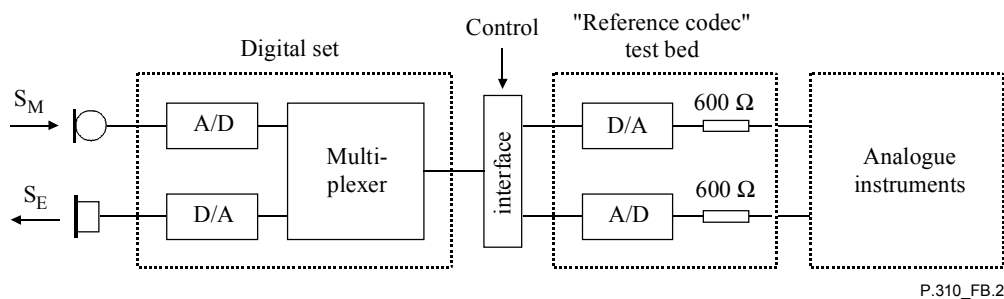 Control
"Reference codec"
test bed
Digital set
S_M
A/D
D/A
600 Ω
Multi-
plexer
interface
Analogue
instruments
S_E
D/A
A/D
600 Ω
P.310_FB.2